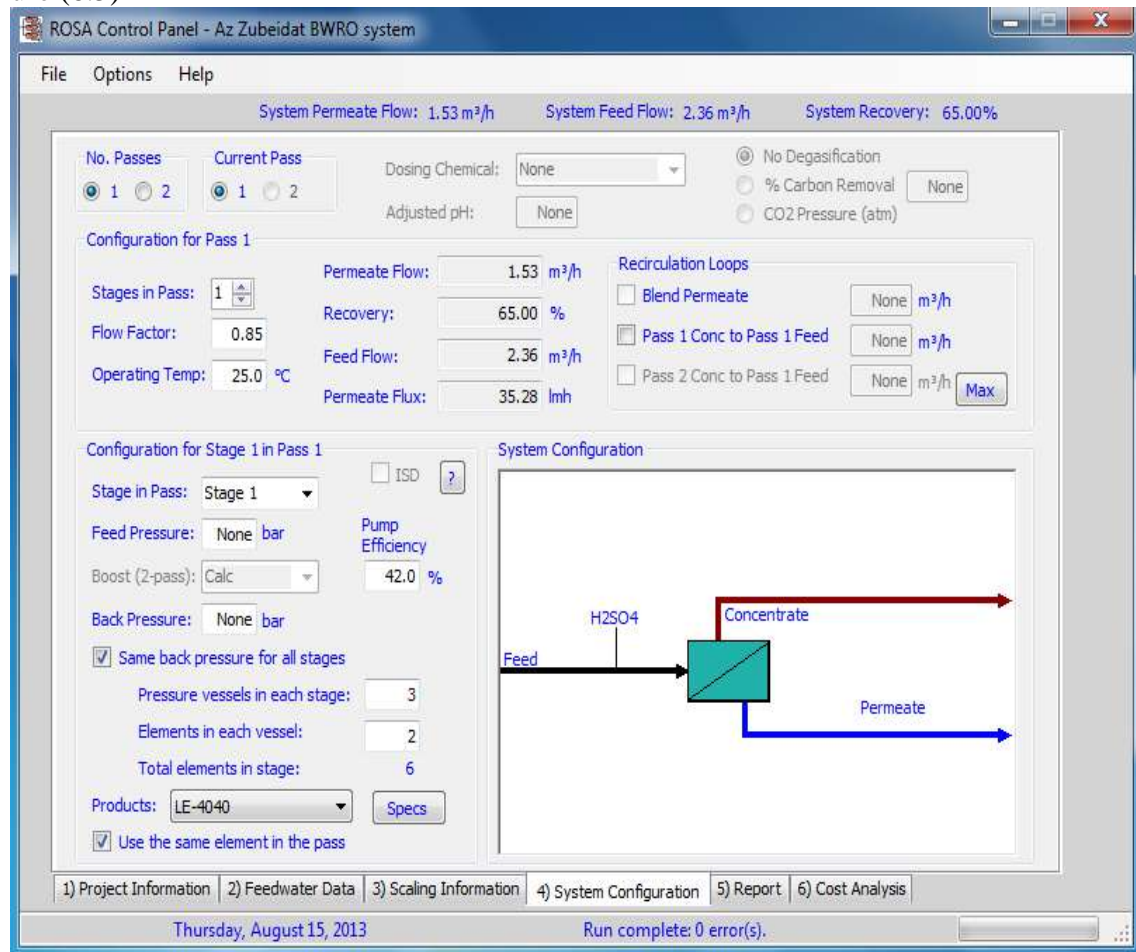 ROSA Control Panel - Az Zubeidat BWRO system
File Options Help
System Permeate Flow: 1.53 m³/h System Feed Flow: 2.36 m³/h System Recovery: 65.00%
No. Passes Current Pass
1 2 1 2
Dosing Chemical: None
Adjusted pH: None
No Degasification
% Carbon Removal None
CO2 Pressure (atm)
Configuration for Pass 1
Stages in Pass: 1
Flow Factor: 0.85
Operating Temp: 25.0 ºC
Permeate Flow: 1.53 m³/h
Recovery: 65.00 %
Feed Flow: 2.36 m³/h
Permeate Flux: 35.28 lmh
Recirculation Loops
Blend Permeate None m³/h
Pass 1 Conc to Pass 1 Feed None m³/h
Pass 2 Conc to Pass 1 Feed None m³/h Max
Configuration for Stage 1 in Pass 1
ISD ?
Stage in Pass: Stage 1
Feed Pressure: None bar
Pump
Efficiency
42.0 %
Boost (2-pass): Calc
Back Pressure: None bar
Same back pressure for all stages
Pressure vessels in each stage: 3
Elements in each vessel: 2
Total elements in stage: 6
Products: LE-4040 Specs
Use the same element in the pass
System Configuration
H2SO4
Concentrate
Feed
Permeate
1) Project Information 2) Feedwater Data 3) Scaling Information 4) System Configuration 5) Report 6) Cost Analysis
Thursday, August 15, 2013 Run complete: 0 error(s).